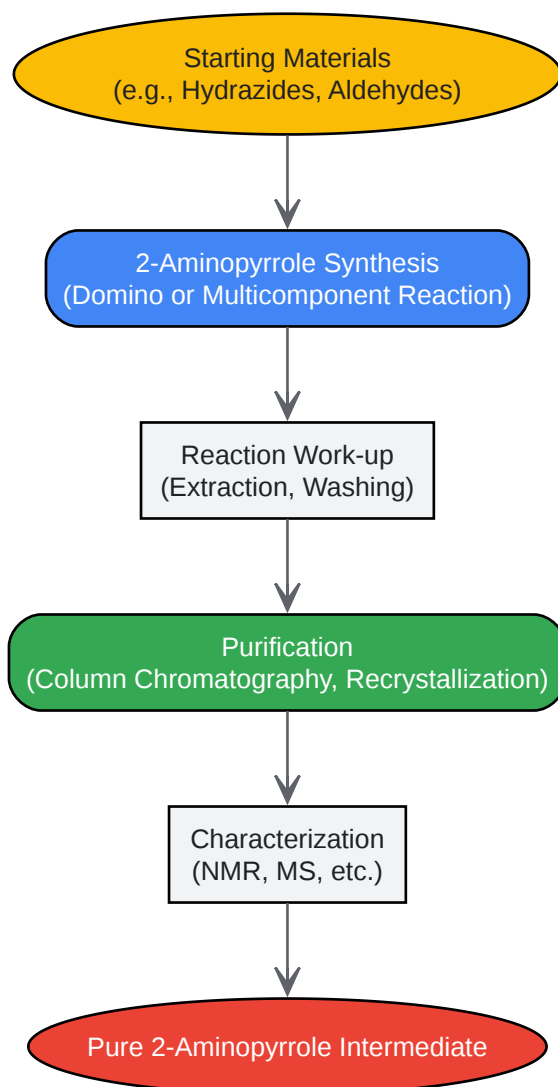 Starting Materials
(e.g., Hydrazides, Aldehydes)
2-Aminopyrrole Synthesis
(Domino or Multicomponent Reaction)
Reaction Work-up
(Extraction, Washing)
Purification
(Column Chromatography, Recrystallization)
Characterization
(NMR, MS, etc.)
Pure 2-Aminopyrrole Intermediate